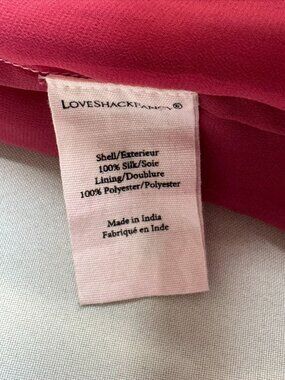 LOVESHACKFANCY®
Shell/Exterieur
100% Silk/Soie
Lining/Doublure
100% Polyester/Polyester
Made in India
Fabriqué en Inde